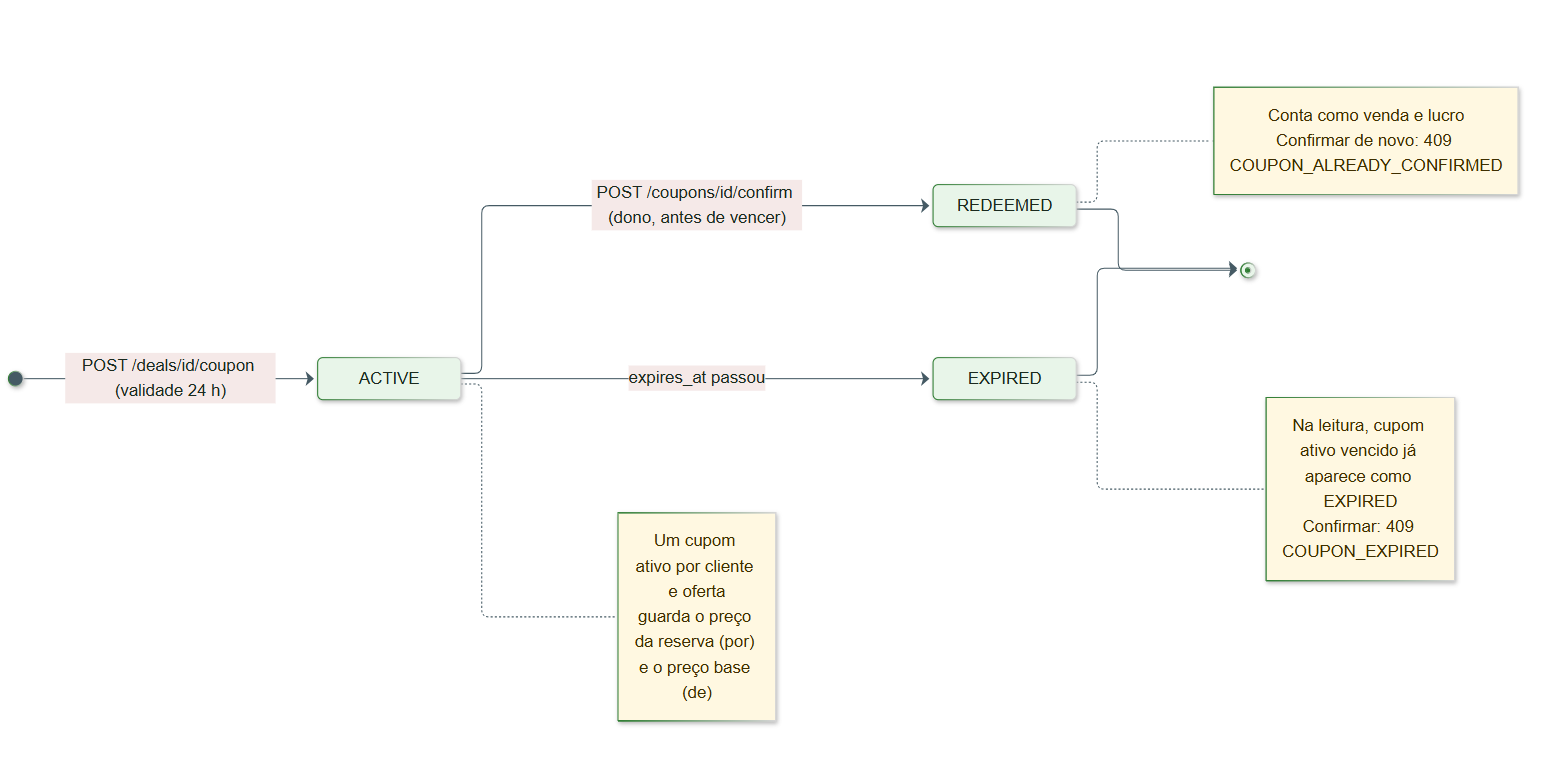 Conta como venda e lucro
Confirmar de novo: 409
COUPON_ALREADY_CONFIRMED
POST /coupons/id/confirm
(dono, antes de vencer)
REDEEMED
POST /deals/id/coupon
(validade 24 h)
ACTIVE
expires_at passou
EXPIRED
Na leitura, cupom
ativo vencido já
aparece como
EXPIRED
Confirmar: 409
COUPON_EXPIRED
Um cupom
ativo por cliente
e oferta
guarda o preço
da reserva (por)
e o preço base
(de)